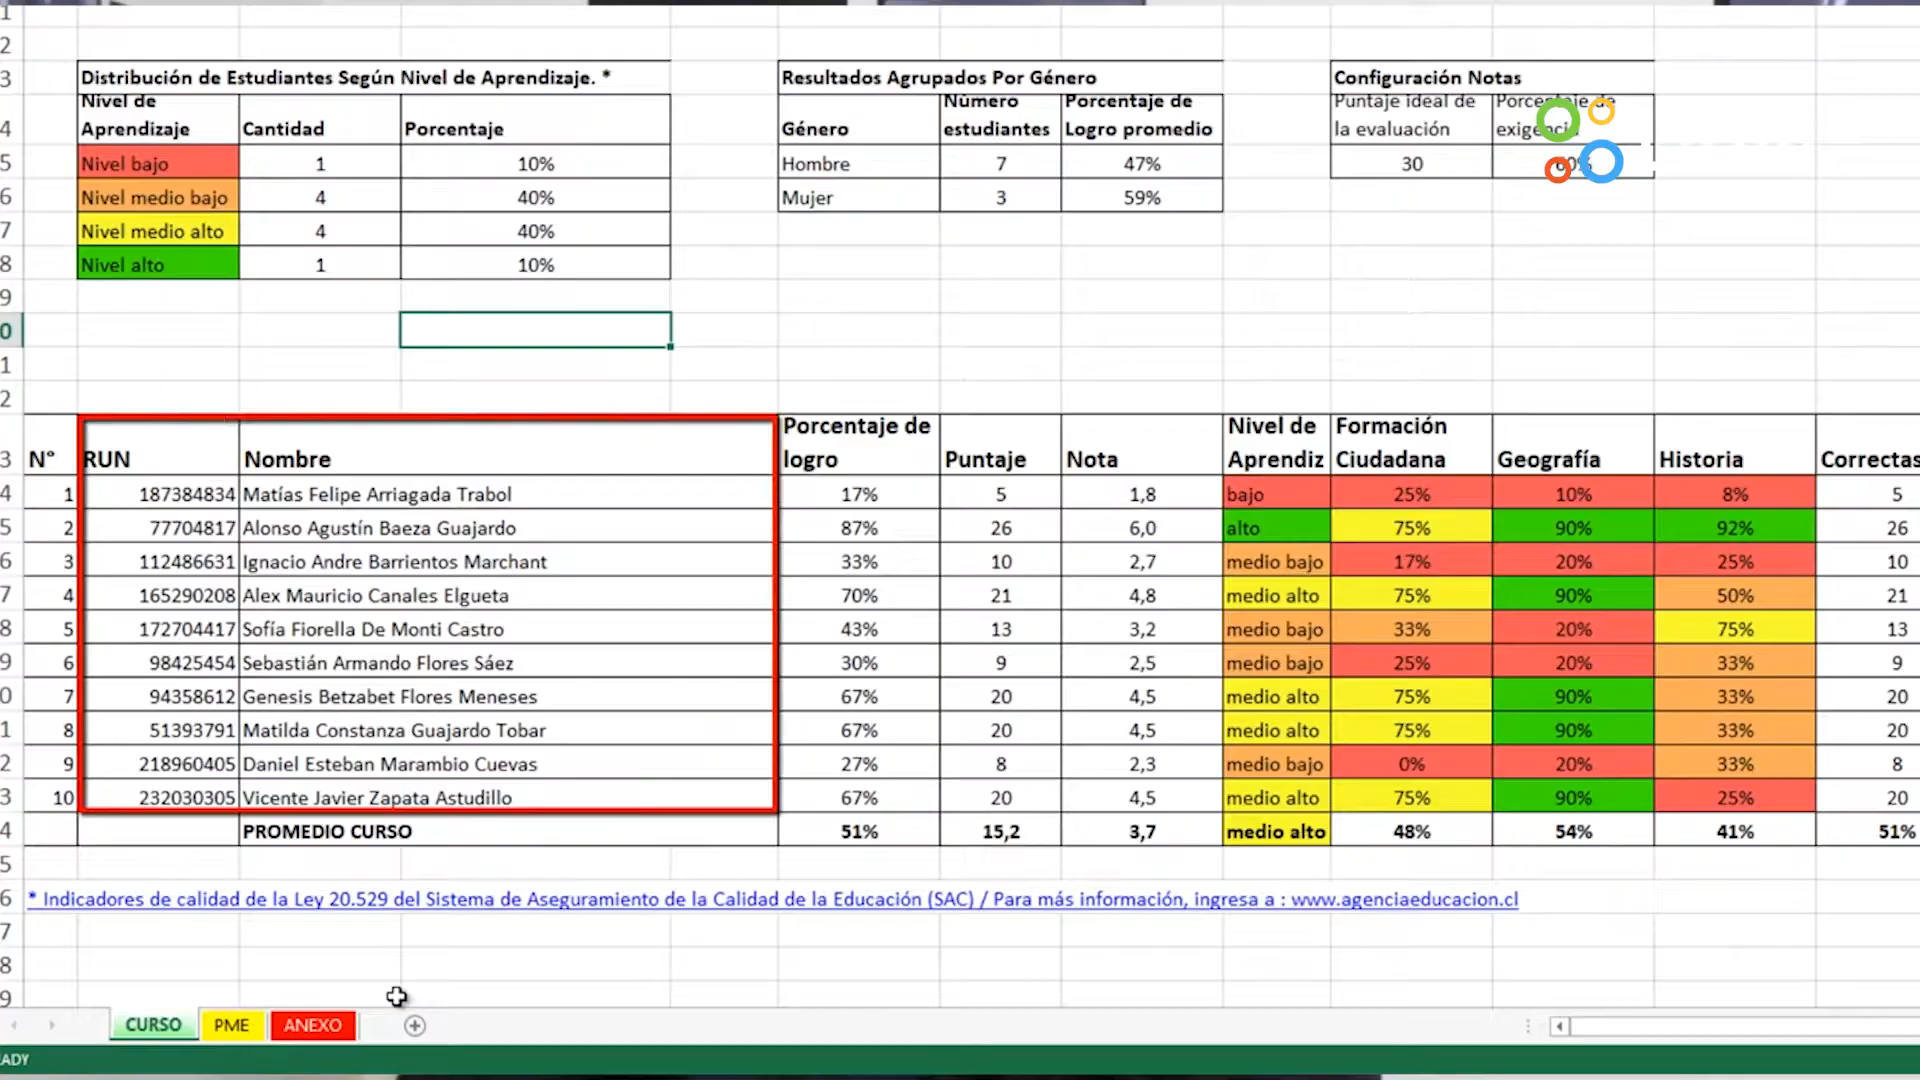 Distribución de Estudiantes Según Nivel de Aprendizaje. *
Nivel de Aprendizaje Cantidad Porcentaje
Nivel bajo 1 10%
Nivel medio bajo 4 40%
Nivel medio alto 4 40%
Nivel alto 1 10%
Resultados Agrupados Por Género
Género Número estudiantes Porcentaje de Logro promedio
Hombre 7 47%
Mujer 3 59%
Configuración Notas
Puntaje ideal de la evaluación Porcentaje de exigencia
30 60%
N° RUN Nombre Porcentaje de logro Puntaje Nota Nivel de Aprendiz Formación Ciudadana Geografía Historia Correctas
1 187384834 Matías Felipe Arriagada Trabol 17% 5 1,8 bajo 25% 10% 8% 5
2 77704817 Alonso Agustín Baeza Guajardo 87% 26 6,0 alto 75% 90% 92% 26
3 112486631 Ignacio Andre Barrientos Marchant 33% 10 2,7 medio bajo 17% 20% 25% 10
4 165290208 Alex Mauricio Canales Elgueta 70% 21 4,8 medio alto 75% 90% 50% 21
5 172704417 Sofía Fiorella De Monti Castro 43% 13 3,2 medio bajo 33% 20% 75% 13
6 98425454 Sebastián Armando Flores Sáez 30% 9 2,5 medio bajo 25% 20% 33% 9
7 94358612 Genesis Betzabet Flores Meneses 67% 20 4,5 medio alto 75% 90% 33% 20
8 51393791 Matilda Constanza Guajardo Tobar 67% 20 4,5 medio alto 75% 90% 33% 20
9 218960405 Daniel Esteban Marambio Cuevas 27% 8 2,3 medio bajo 0% 20% 33% 8
10 232030305 Vicente Javier Zapata Astudillo 67% 20 4,5 medio alto 75% 90% 25% 20
PROMEDIO CURSO 51% 15,2 3,7 medio alto 48% 54% 41% 51%
* Indicadores de calidad de la Ley 20.529 del Sistema de Aseguramiento de la Calidad de la Educación (SAC) / Para más información, ingresa a : www.agenciaeducacion.cl
CURSO PME ANEXO